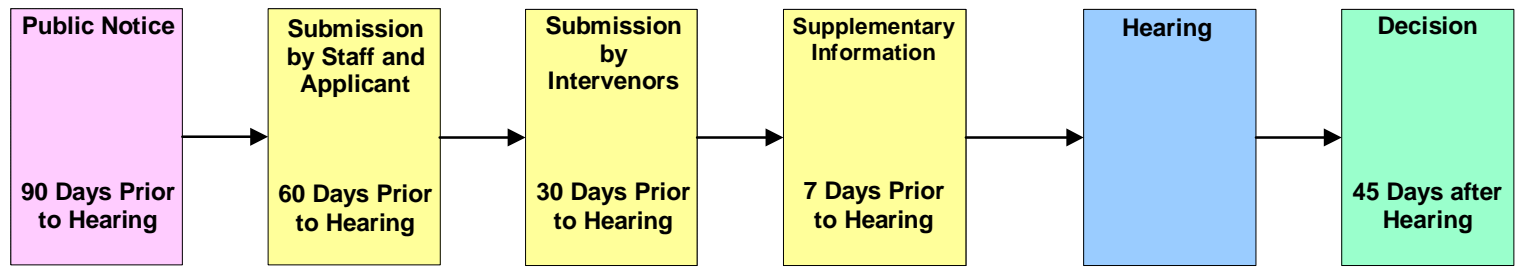 Public Notice
90 Days Prior
to Hearing
Submission
by Staff and
Applicant
60 Days Prior
to Hearing
Submission
by
Intervenors
30 Days Prior
to Hearing
Supplementary
Information
7 Days Prior
to Hearing
Hearing
Decision
45 Days after
Hearing